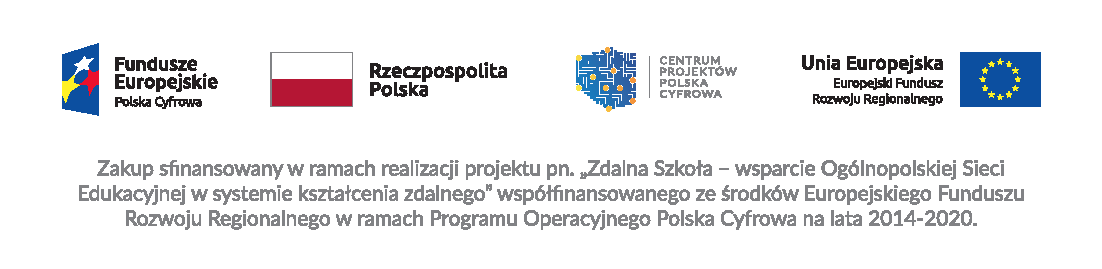 Fundusze
Europejskie
Polska Cyfrowa
Rzeczpospolita
Polska
CENTRUM
PROJEKTÓW
POLSKA
CYFROWA
Unia Europejska
Europejski Fundusz
Rozwoju Regionalnego
Zakup sfinansowany w ramach realizacji projektu pn. „Zdalna Szkoła – wsparcie Ogólnopolskiej Sieci
Edukacyjnej w systemie kształcenia zdalnego” współfinansowanego ze środków Europejskiego Funduszu
Rozwoju Regionalnego w ramach Programu Operacyjnego Polska Cyfrowa na lata 2014-2020.